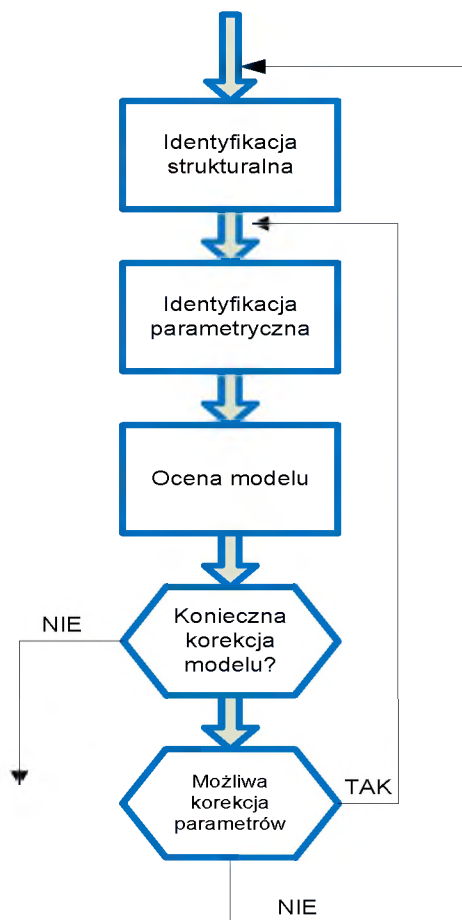 Identyfikacja
strukturalna
Identyfikacja
parametryczna
Ocena modelu
NIE
Konieczna
korekcja
modelu?
Możliwa
korekcja
parametrów
TAK
NIE